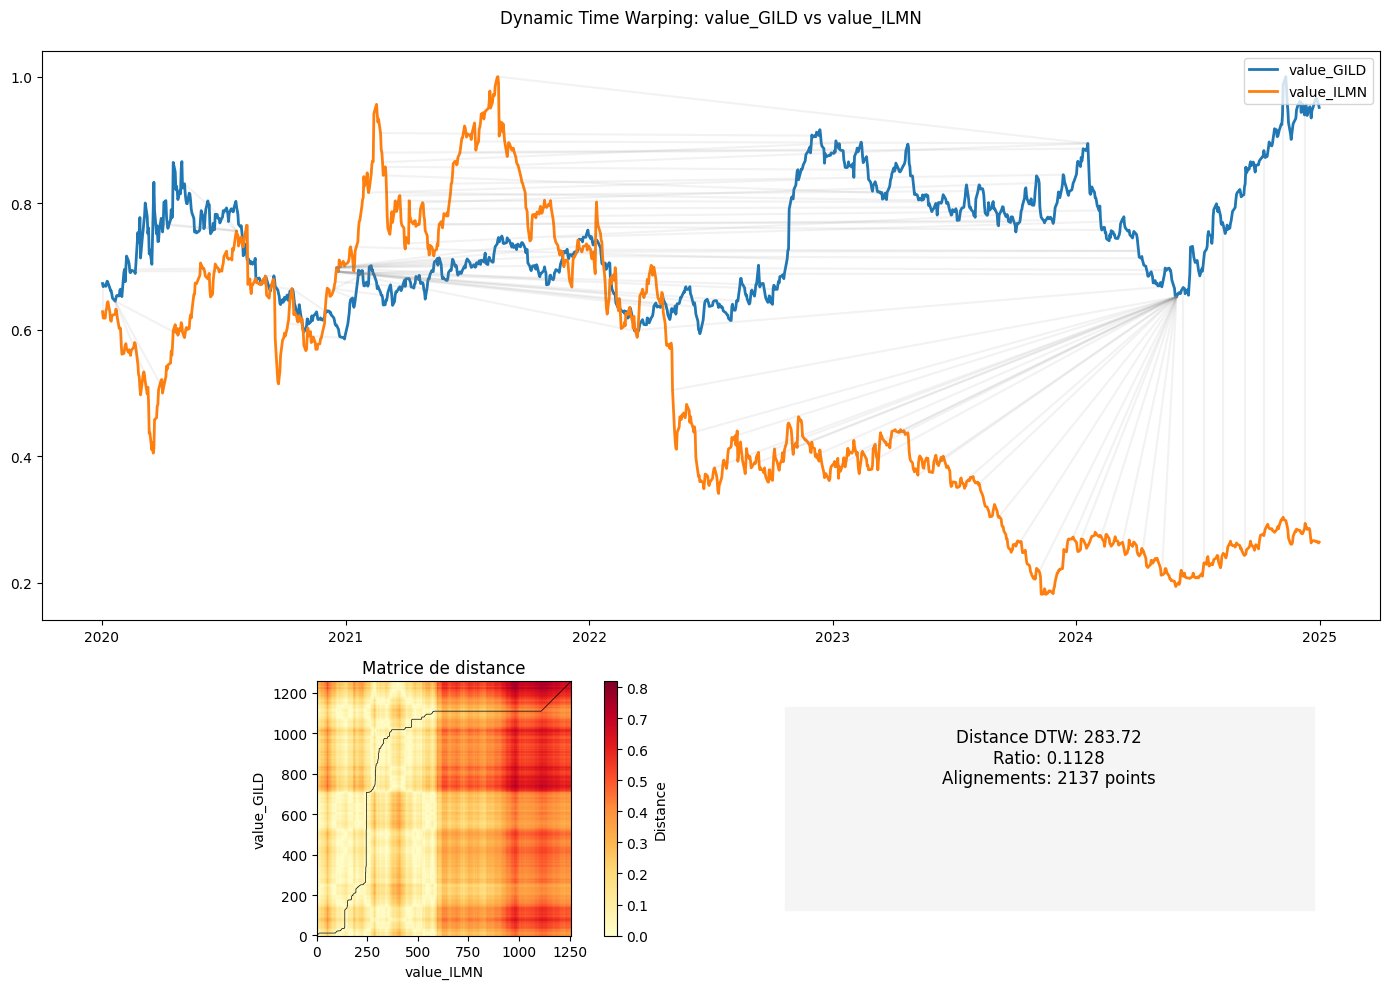 Dynamic Time Warping: value_GILD vs value_ILMN
1.0
0.8
0.6
0.4
0.2
value_GILD
value_ILMN
2020 2021 2022 2023 2024 2025
Matrice de distance
value_GILD
1200
1000
800
600
400
200
0
0 250 500 750 1000 1250
value_ILMN
0.8
0.7
0.6
0.5
0.4
0.3
0.2
0.1
0.0
Distance
Distance DTW: 283.72
Ratio: 0.1128
Alignements: 2137 points